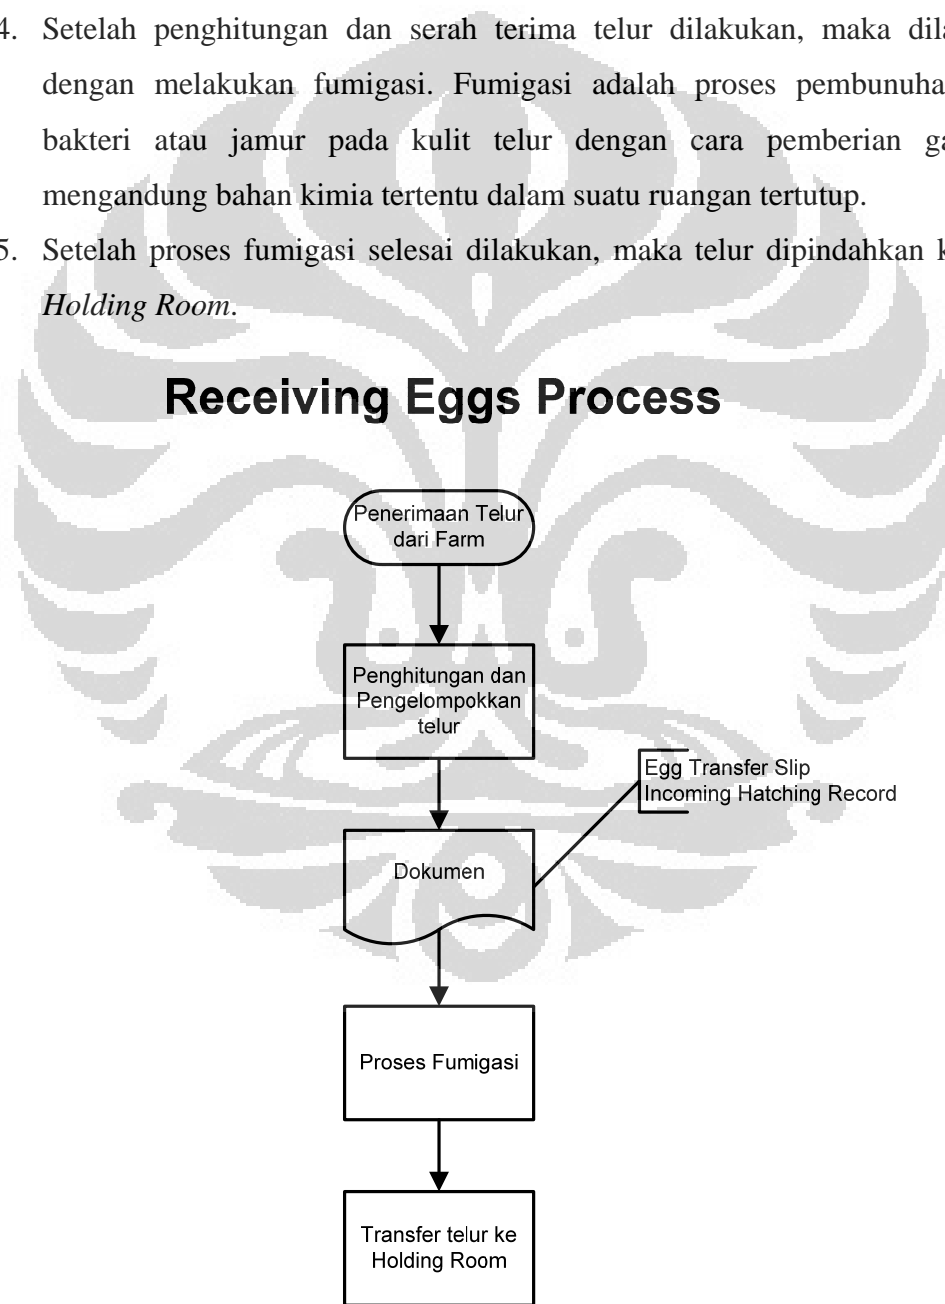 4. Setelah penghitungan dan serah terima telur dilakukan, maka
dengan melakukan fumigasi. Fumigasi adalah proses
bakteri atau jamur pada kulit telur dengan cara pemberian
mengandung bahan kimia tertentu dalam suatu ruangan tertutup.
5. Setelah proses fumigasi selesai dilakukan, maka telur dipindahkan
Holding Room.
Receiving Eggs Process
Penerimaan Telur
dari Farm
Penghitungan dan
Pengelompokkan
telur
Egg Transfer Slip
Incoming Hatching Record
Dokumen
Proses Fumigasi
Transfer telur ke
Holding Room